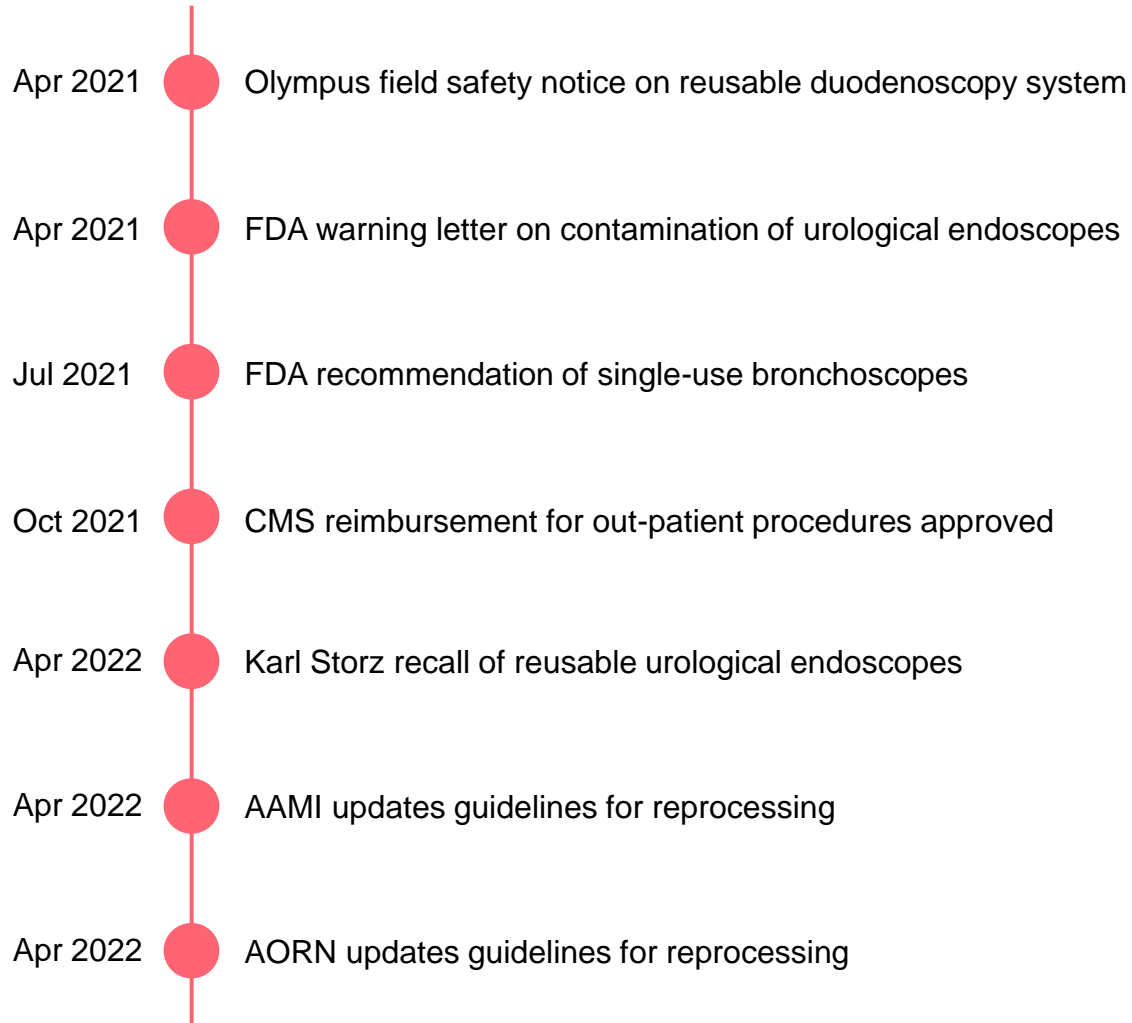 Apr 2021 Olympus field safety notice on reusable duodenoscopy system
Apr 2021 FDA warning letter on contamination of urological endoscopes
Jul 2021 FDA recommendation of single-use bronchoscopes
Oct 2021 CMS reimbursement for out-patient procedures approved
Apr 2022 Karl Storz recall of reusable urological endoscopes
Apr 2022 AAMI updates guidelines for reprocessing
Apr 2022 AORN updates guidelines for reprocessing